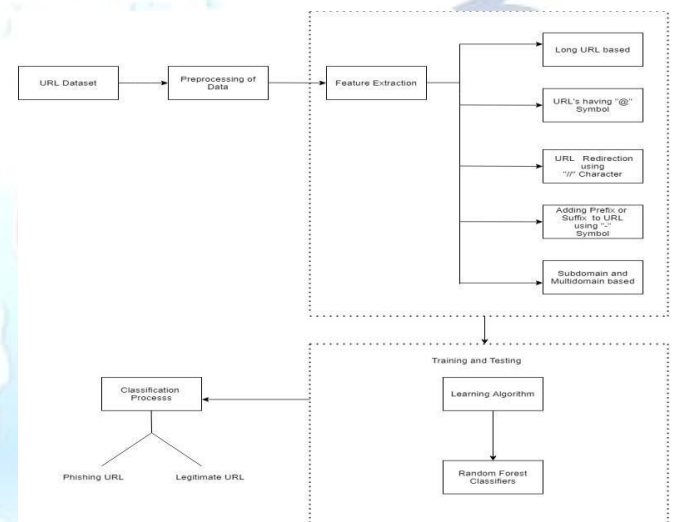 URL Dataset
Preprocessing of
Data
Feature Extraction
Long URL based
URL's having "@"
Symbol
URL Redirection
using
"//" Character
Adding Prefix or
Suffix to URL
using "-"
Symbol
Subdomain and
Multidomain based
Training and Testing
Learning Algorithm
Random Forest
Classifiers
Classification
Processs
Phishing URL
Legitimate URL